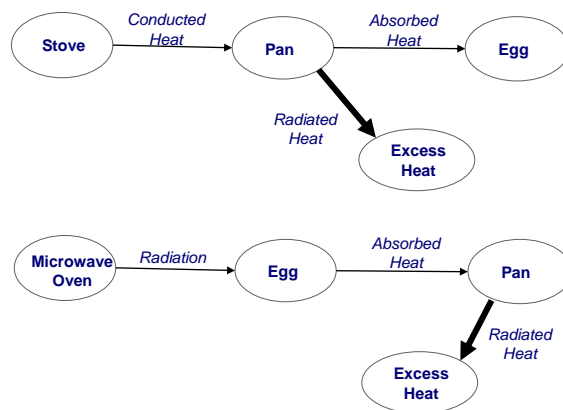 Conducted
Heat
Absorbed
Heat
Stove
Pan
Egg
Radiated
Heat
Excess
Heat
Microwave
Oven
Radiation
Egg
Absorbed
Heat
Pan
Radiated
Heat
Excess
Heat